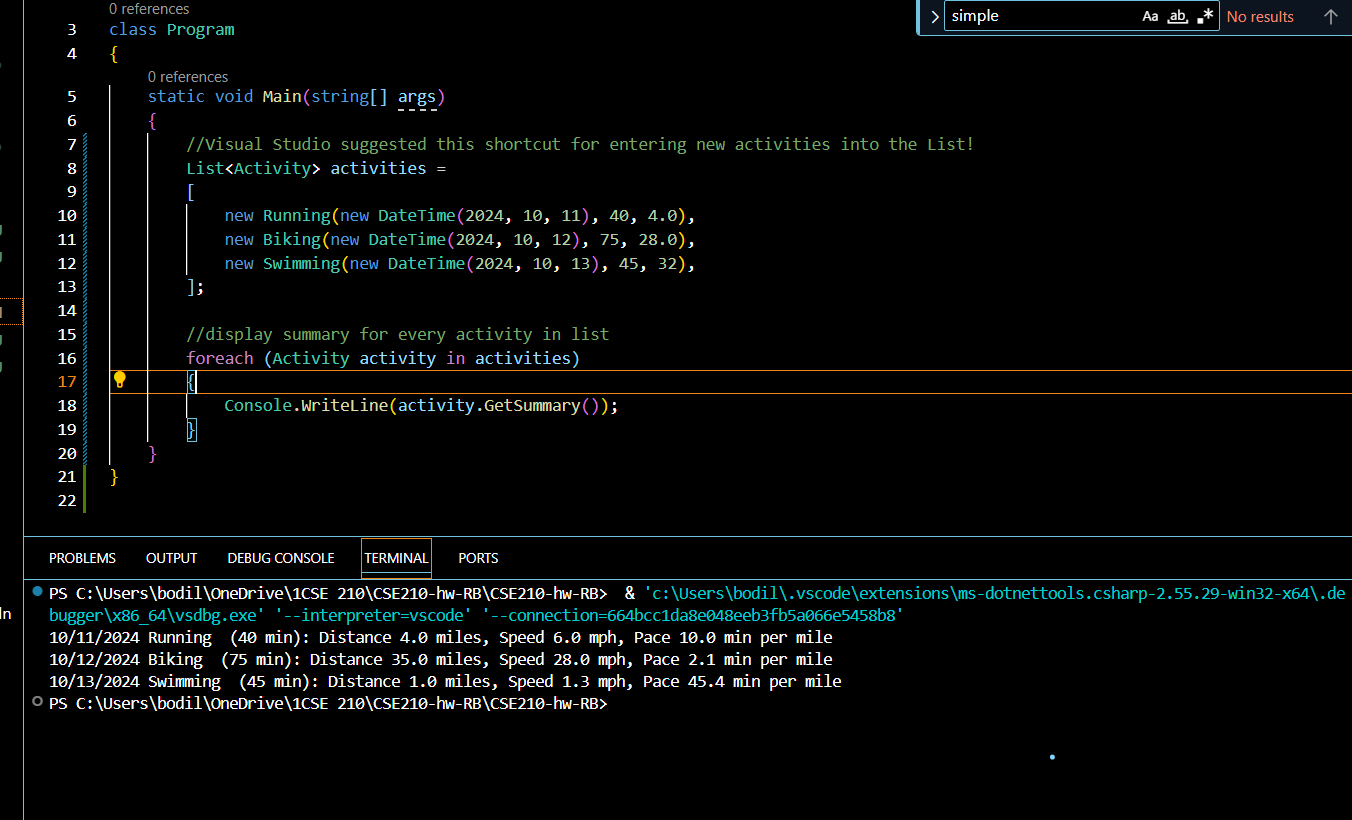 0 references
simple
Aa
ab
.*
No results
3 class Program
4 {
0 references
5 static void Main(string[] args)
6 {
7 //Visual Studio suggested this shortcut for entering new activities into the List!
8 List<Activity> activities =
9 [
10 new Running(new DateTime(2024, 10, 11), 40, 4.0),
11 new Biking(new DateTime(2024, 10, 12), 75, 28.0),
12 new Swimming(new DateTime(2024, 10, 13), 45, 32),
13 ];
14
15 //display summary for every activity in list
16 foreach (Activity activity in activities)
17 {
18 Console.WriteLine(activity.GetSummary());
19 }
20 }
21 }
22
PROBLEMS OUTPUT DEBUG CONSOLE TERMINAL PORTS
PS C:\Users\bodil\OneDrive\1CSE 210\CSE210-hw-RB\CSE210-hw-RB>  & 'c:\Users\bodil\.vscode\extensions\ms-dotnettools.csharp-2.55.29-win32-x64\.de
ln
bugger\x86_64\vsdbg.exe' '--interpreter=vscode' '--connection=664bcc1da8e048eeb3fb5a066e5458b8'
10/11/2024 Running  (40 min): Distance 4.0 miles, Speed 6.0 mph, Pace 10.0 min per mile
10/12/2024 Biking  (75 min): Distance 35.0 miles, Speed 28.0 mph, Pace 2.1 min per mile
10/13/2024 Swimming  (45 min): Distance 1.0 miles, Speed 1.3 mph, Pace 45.4 min per mile
PS C:\Users\bodil\OneDrive\1CSE 210\CSE210-hw-RB\CSE210-hw-RB>